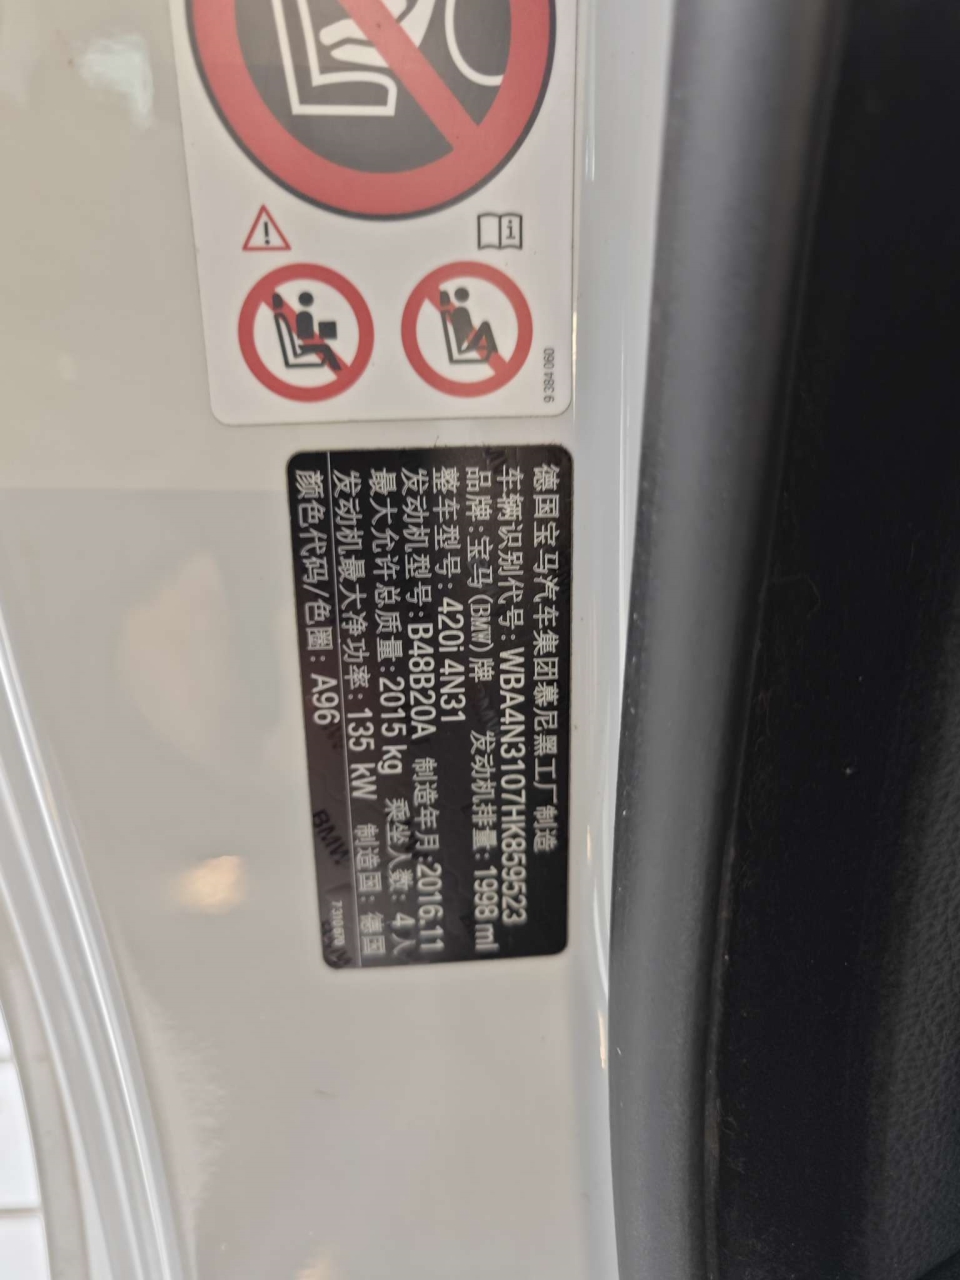 9 384 060
德国宝马汽车集团慕尼黑工厂制造
车辆识别代号: WBA4N3107HK859523
品牌:宝马(BMW)牌 发动机排量: 1998 ml
整车型号: 420i 4N31
发动机型号:B48B20A 制造年月:2016.11
最大允许总质量:2015 kg 乘坐人数: 4 人
发动机最大净功率: 135 kW 制造国: 德国
颜色代码/色圈: A96
BMW